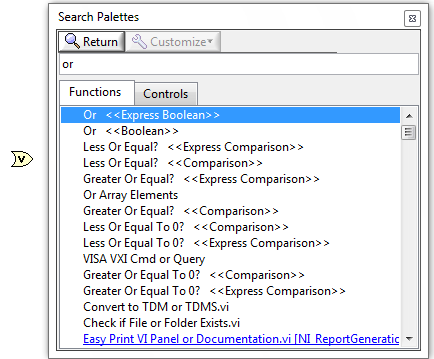 Search Palettes
Return Customize
or
Functions Controls
Or <<Express Boolean>>
Or <<Boolean>>
Less Or Equal? <<Express Comparison>>
Less Or Equal? <<Comparison>>
Greater Or Equal? <<Express Comparison>>
Or Array Elements
Greater Or Equal? <<Comparison>>
Less Or Equal To 0? <<Comparison>>
Less Or Equal To 0? <<Express Comparison>>
VISA VXI Cmd or Query
Greater Or Equal To 0? <<Comparison>>
Greater Or Equal To 0? <<Express Comparison>>
Convert to TDM or TDMS.vi
Check if File or Folder Exists.vi
Easy Print VI Panel or Documentation.vi [NI_ReportGeneratio
V